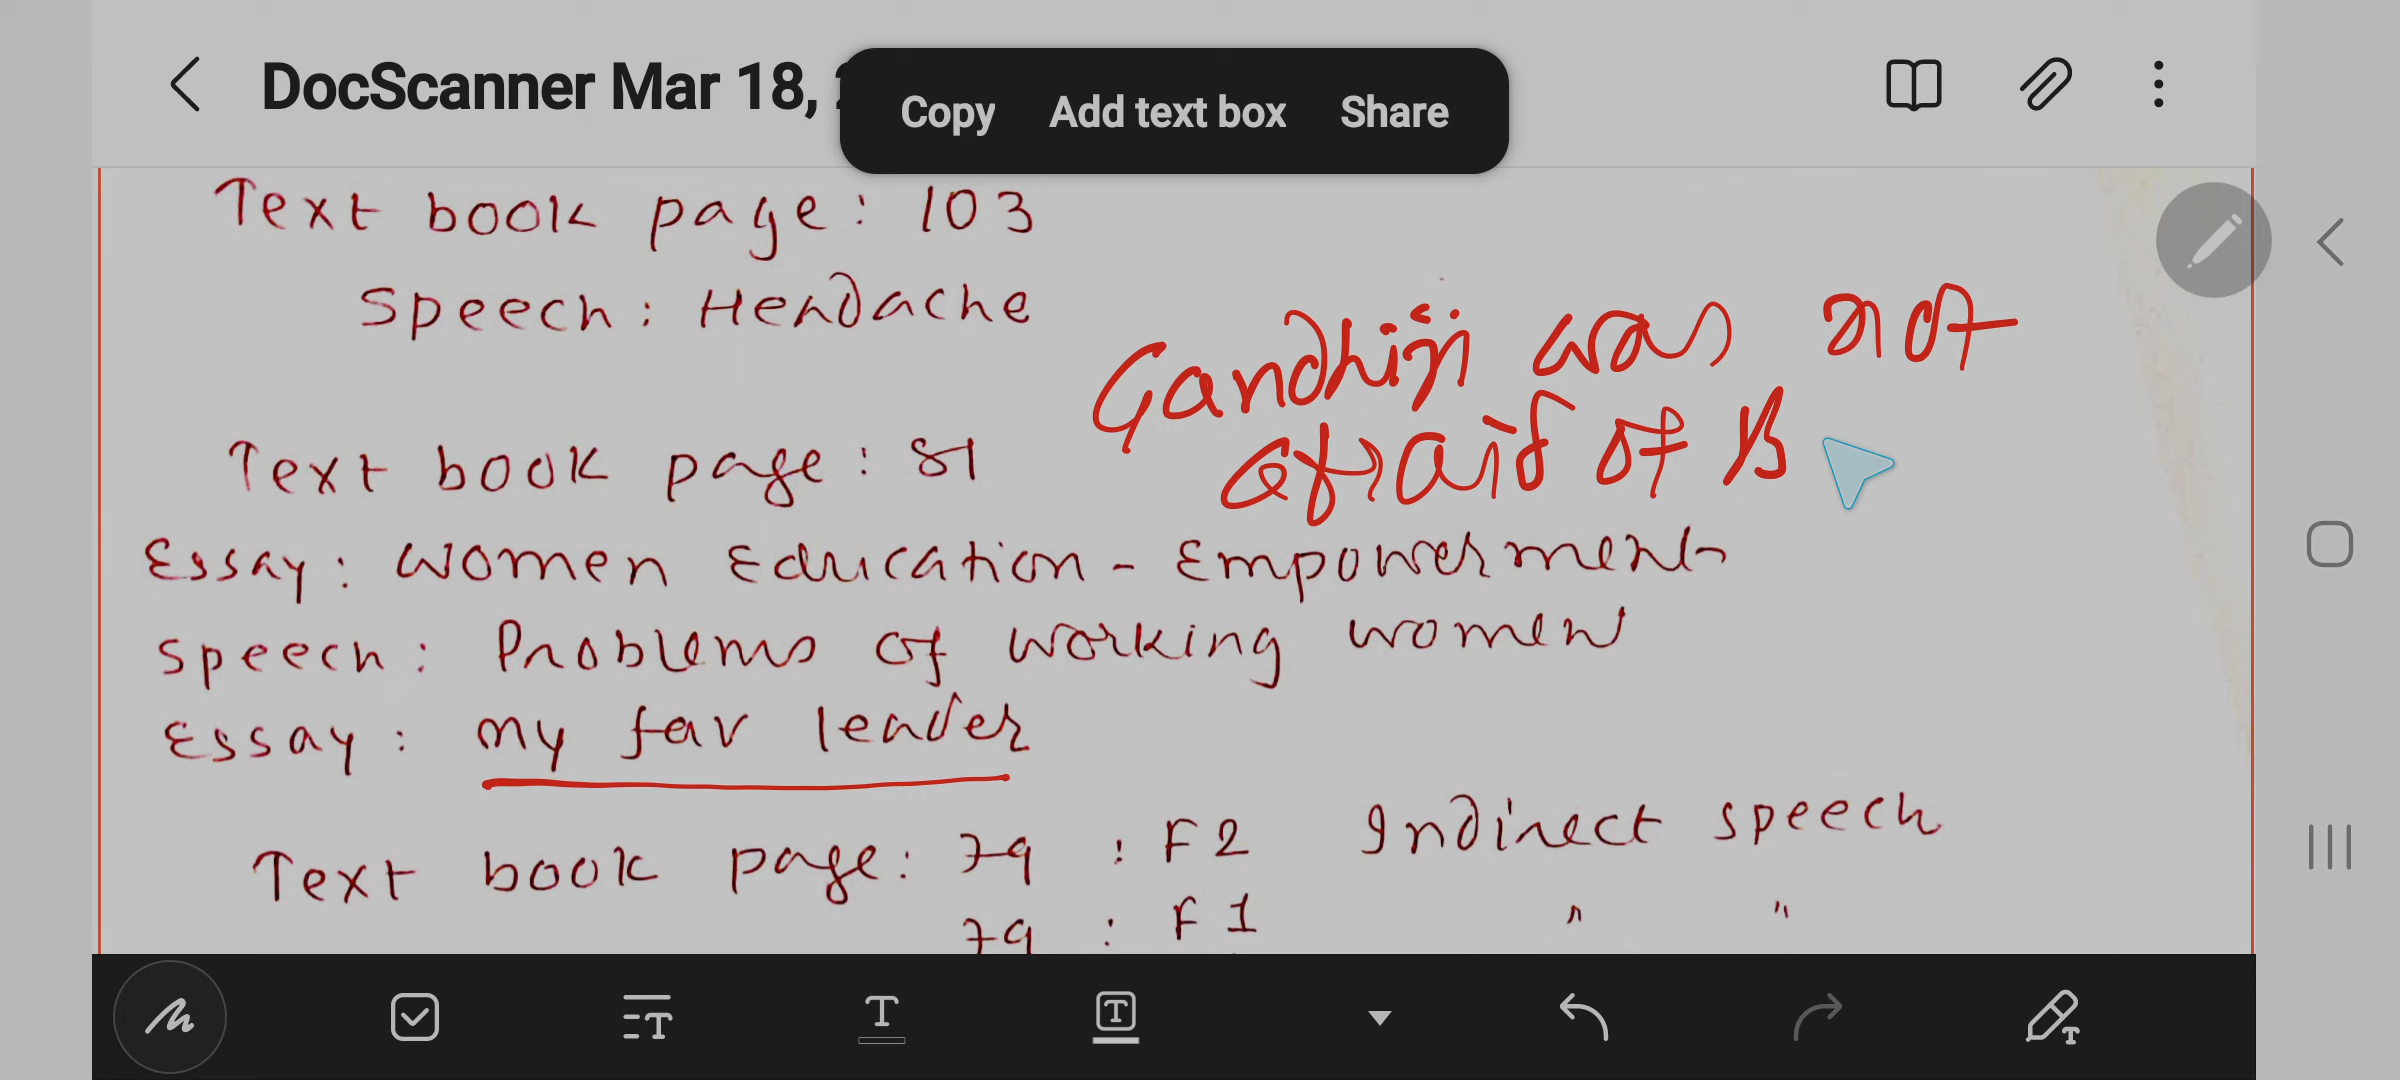 DocScanner Mar 18,
Copy Add text box Share
Text book page: 103
Speech: Headache
Gandhiji was not
afraid of B
Text book page: 81
Essay: Women Education - Empowerment
Speech: Problems of working women
Essay: my fav leader
Text book page: 79 : F2 Indirect speech
79 : F1 " "